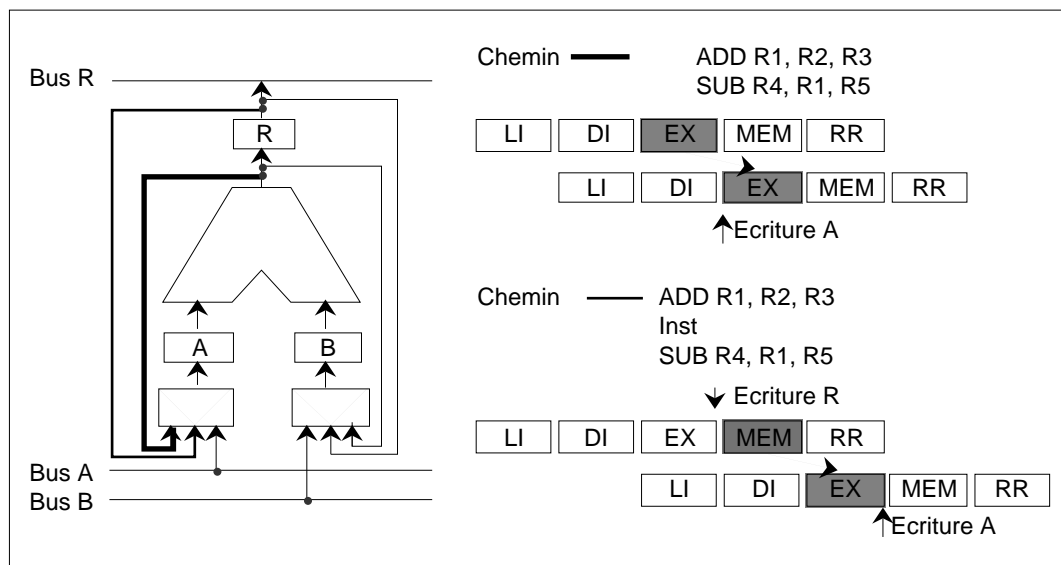 Bus R
R
A
B
Bus A
Bus B
Chemin
ADD R1, R2, R3
SUB R4, R1, R5
LI DI EX MEM RR
LI DI EX MEM RR
Ecriture A
Chemin
ADD R1, R2, R3
Inst
SUB R4, R1, R5
Ecriture R
LI DI EX MEM RR
LI DI EX MEM RR
Ecriture A